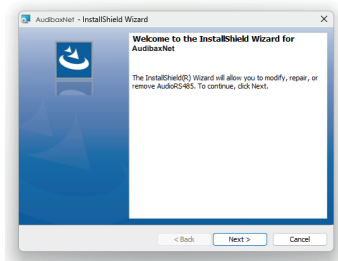 AudibaxNet - InstallShield Wizard
Welcome to the InstallShield Wizard for
AudibaxNet
The InstallShield(R) Wizard will allow you to modify, repair, or
remove AudioRS485. To continue, click Next.
< Back
Next >
Cancel